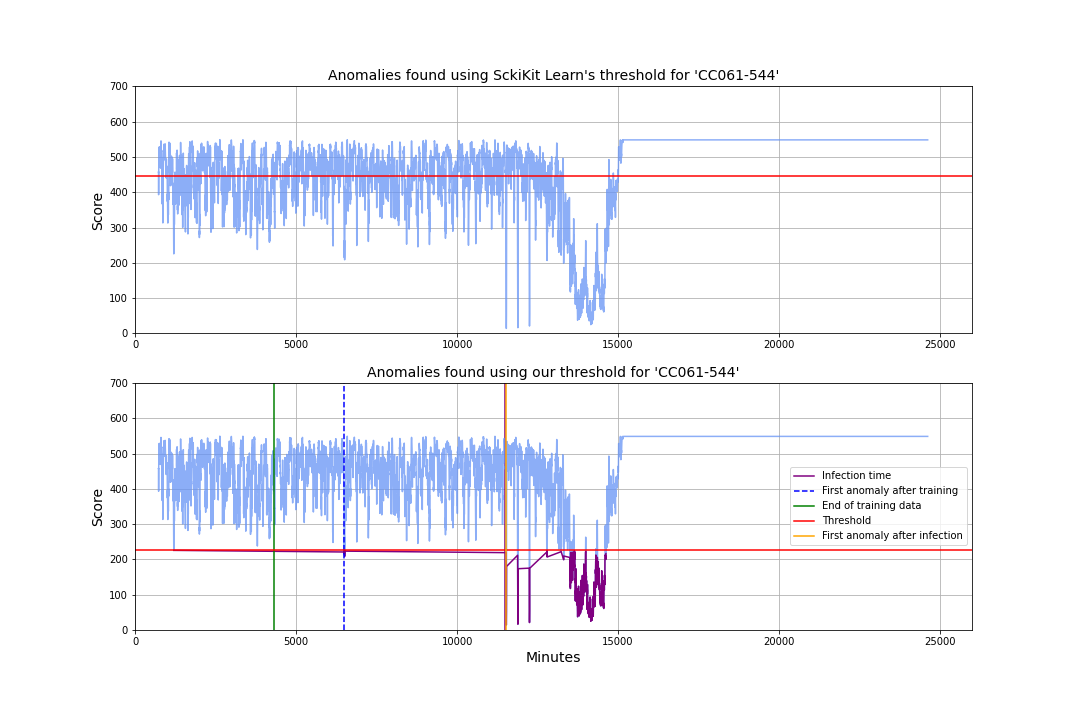 Anomalies found using SckiKit Learn's threshold for 'CC061-544'
700
600
500
400
300
200
100
0
Score
0 5000 10000 15000 20000 25000
Anomalies found using our threshold for 'CC061-544'
700
600
500
400
300
200
100
0
Score
Infection time
First anomaly after training
End of training data
Threshold
First anomaly after infection
0 5000 10000 15000 20000 25000
Minutes